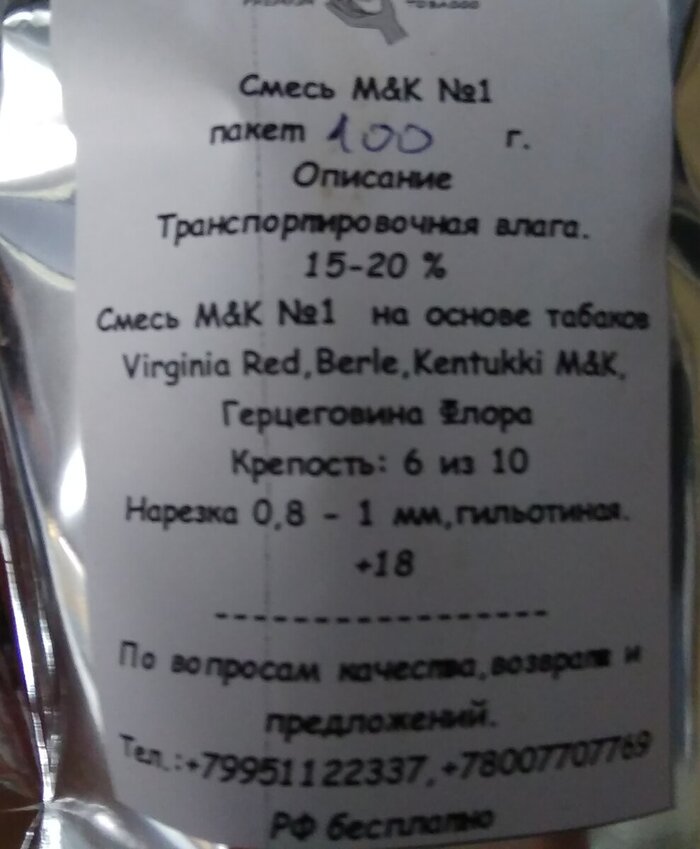 TOBACCO
Смесь М&К №1
пакет 100 г.
Описание
Транспортировочная влага.
15-20 %
Смесь М&К №1 на основе табаков
Virginia Red,Berle,Kentukki М&К,
Герцеговина Флора
Крепость: 6 из 10
Нарезка 0,8 - 1 мм,гильотиная.
+18
-----------------
По вопросам качества,возврата и
предложений.
Тел.:+79951122337,+78007707769
РФ бесплатно